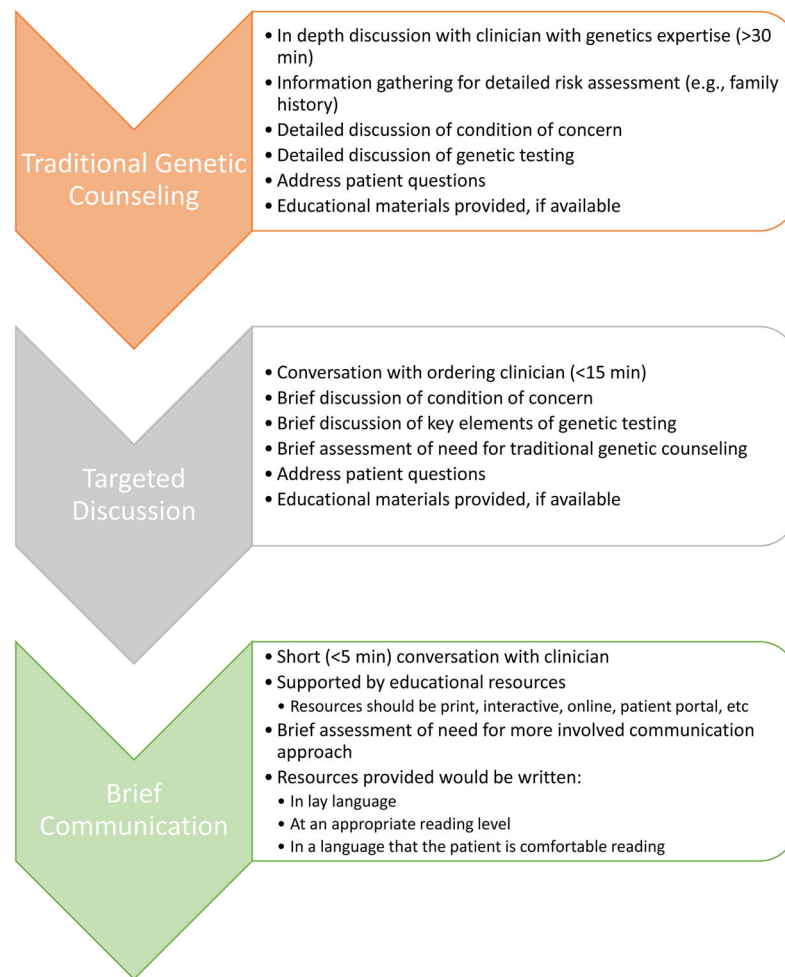 Traditional Genetic
Counseling
• In depth discussion with clinician with genetics expertise (>30
min)
• Information gathering for detailed risk assessment (e.g., family
history)
• Detailed discussion of condition of concern
• Detailed discussion of genetic testing
• Address patient questions
• Educational materials provided, if available
Targeted
Discussion
• Conversation with ordering clinician (<15 min)
• Brief discussion of condition of concern
• Brief discussion of key elements of genetic testing
• Brief assessment of need for traditional genetic counseling
• Address patient questions
• Educational materials provided, if available
Brief
Communication
• Short (<5 min) conversation with clinician
• Supported by educational resources
• Resources should be print, interactive, online, patient portal, etc
• Brief assessment of need for more involved communication
approach
• Resources provided would be written:
• In lay language
• At an appropriate reading level
• In a language that the patient is comfortable reading